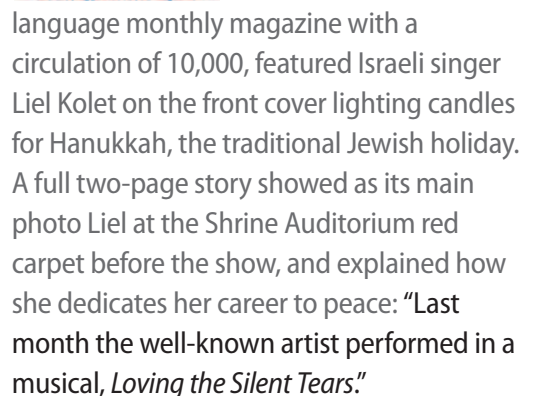 language monthly magazine with a
circulation of 10,000, featured Israeli singer
Liel Kolet on the front cover lighting candles
for Hanukkah, the traditional Jewish holiday.
A full two-page story showed as its main
photo Liel at the Shrine Auditorium red
carpet before the show, and explained how
she dedicates her career to peace: “Last
month the well-known artist performed in a
musical, Loving the Silent Tears.”